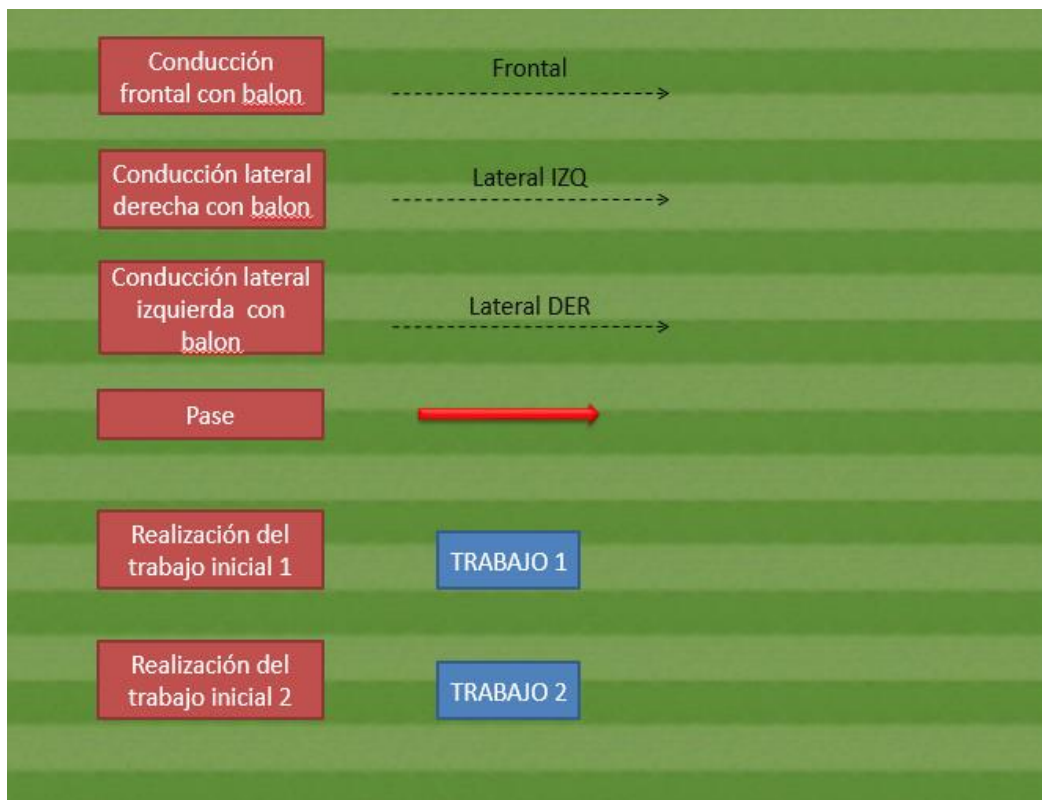 Conducción
frontal con balon
Frontal
Conducción lateral
derecha con balon
Lateral IZQ
Conducción lateral
izquierda con
balon
Lateral DER
Pase
Realización del
trabajo inicial 1
TRABAJO 1
Realización del
trabajo inicial 2
TRABAJO 2